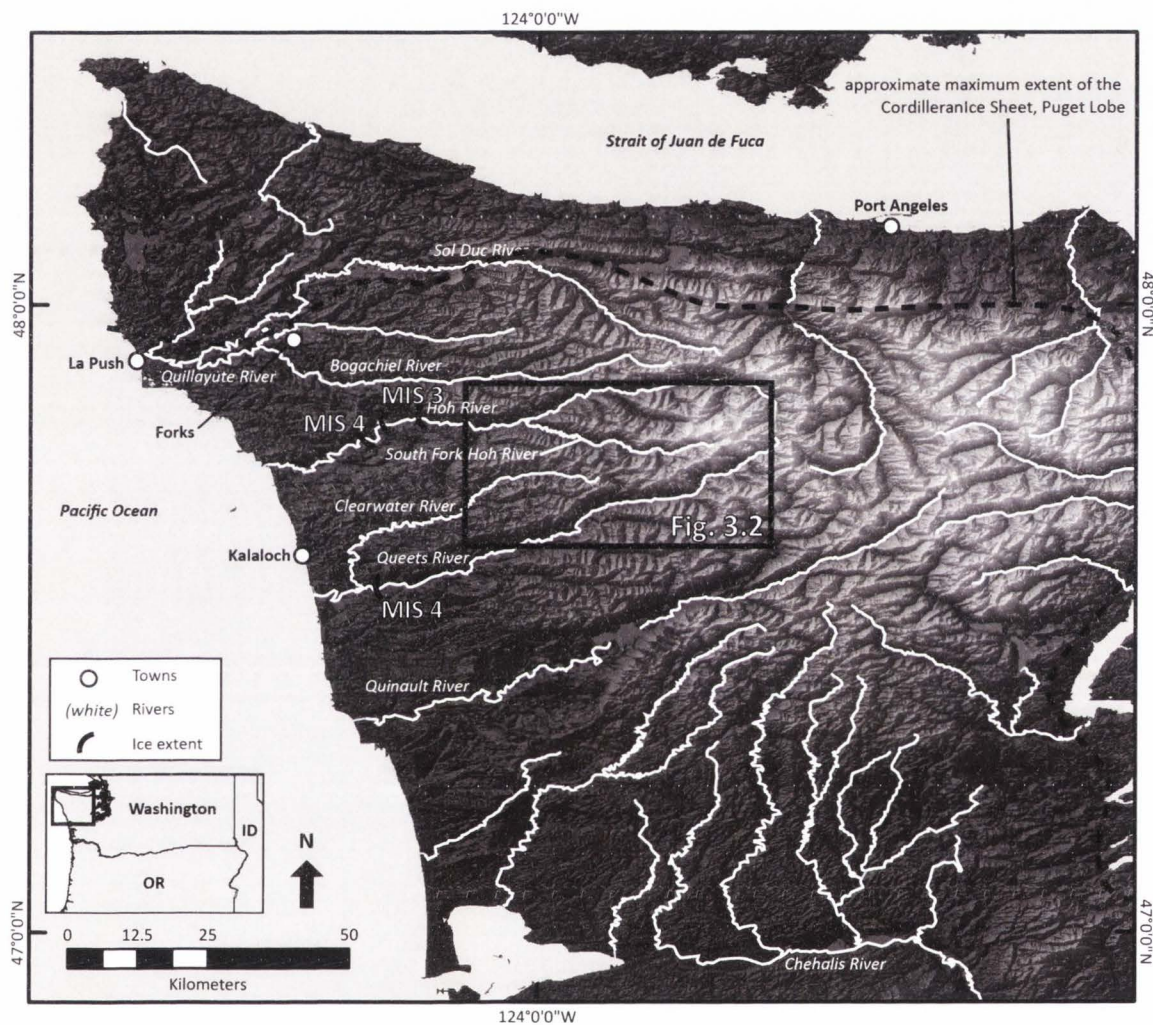 124°0'0"W
approximate maximum extent of the
CordilleranIce Sheet, Puget Lobe
Strait of Juan de Fuca
Port Angeles
Sol Duc River
48°0'0"N
48°0'0"N
La Push
Quillayute River
Bogachiel River
MIS 3
Hoh River
MIS 4
Forks
South Fork Hoh River
Clearwater River
Pacific Ocean
Fig. 3.2
Kalaloch
Queets River
MIS 4
Quinault River
Towns
(white) Rivers
Ice extent
Washington
ID
OR
N
47°0'0"N
47°0'0"N
0 12.5 25 50
Kilometers
Chehalis River
124°0'0"W